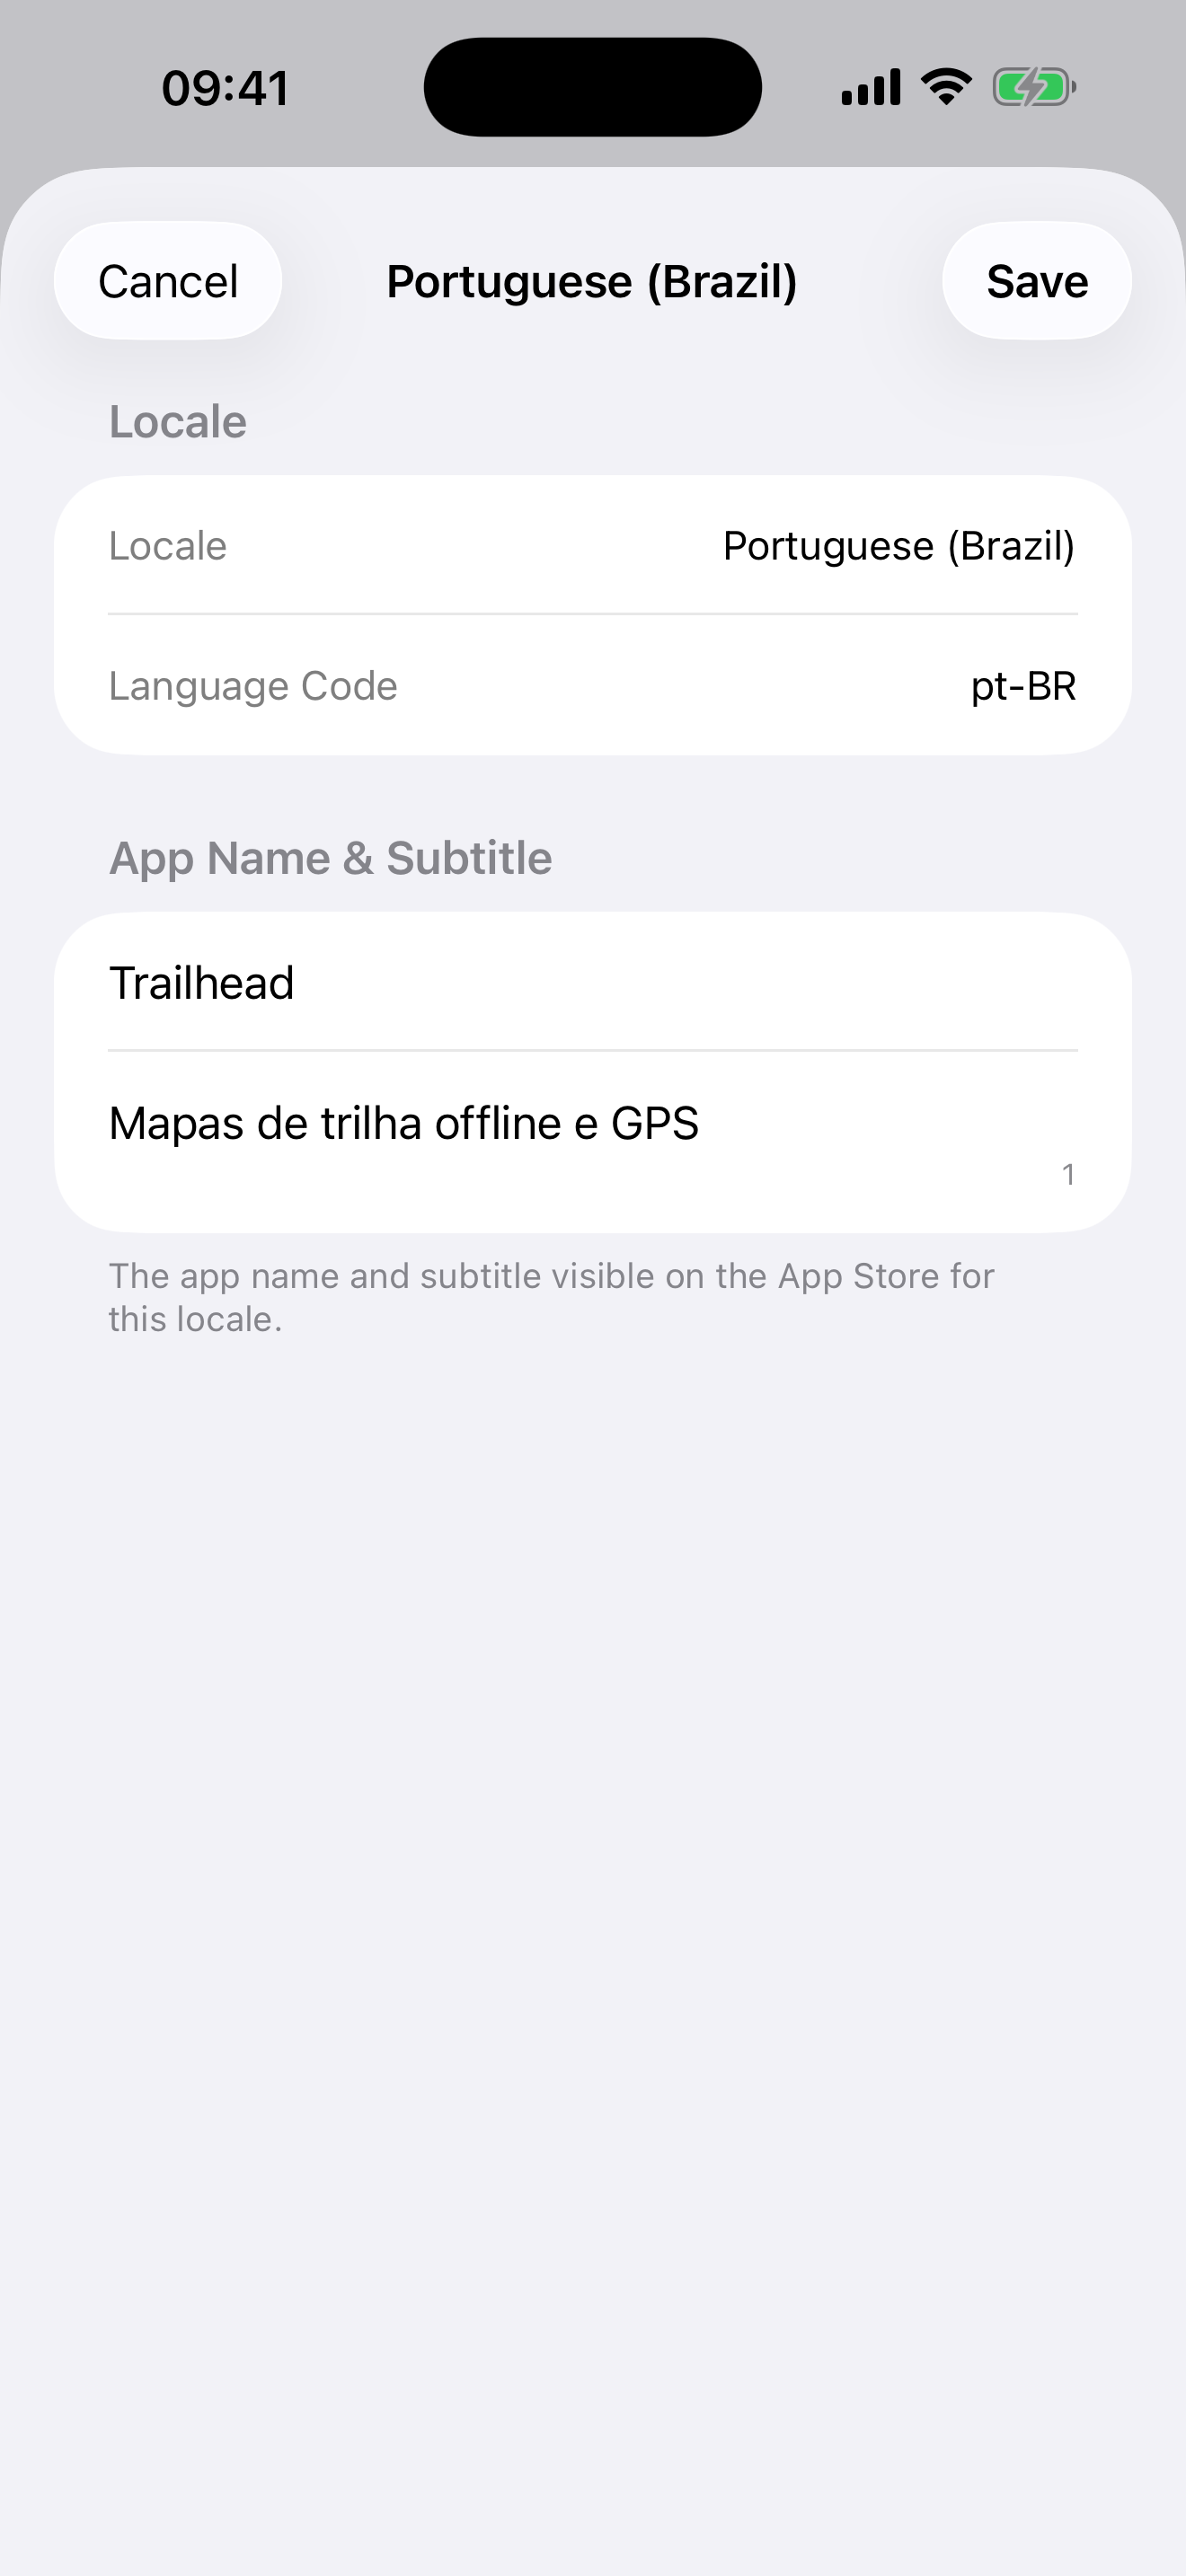 09:41
Cancel
Portuguese (Brazil)
Save
Locale
Locale
Portuguese (Brazil)
Language Code
pt-BR
App Name & Subtitle
Trailhead
Mapas de trilha offline e GPS
1
The app name and subtitle visible on the App Store for
this locale.